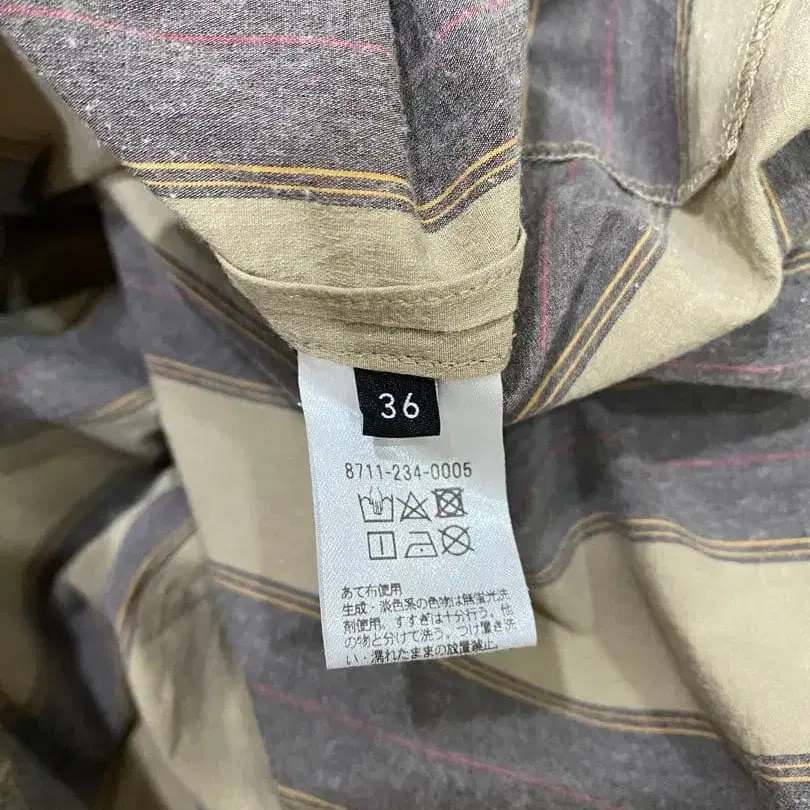 36
8711-234-0005
あて布使用
生成・淡色系の色物は無蛍光洗
剤使用。すすぎは十分行う。他
の物と分けて洗う。つけ置き洗
い・濡れたままの放置禁止